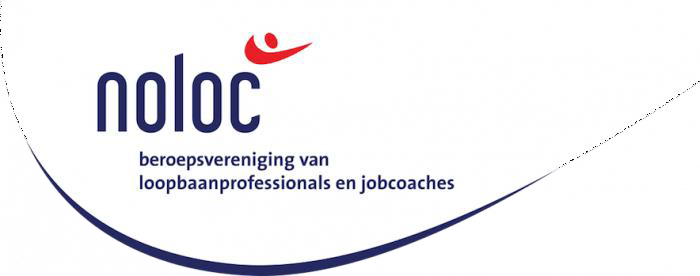 noloc
beroepsvereniging van
loopbaanprofessionals en jobcoaches